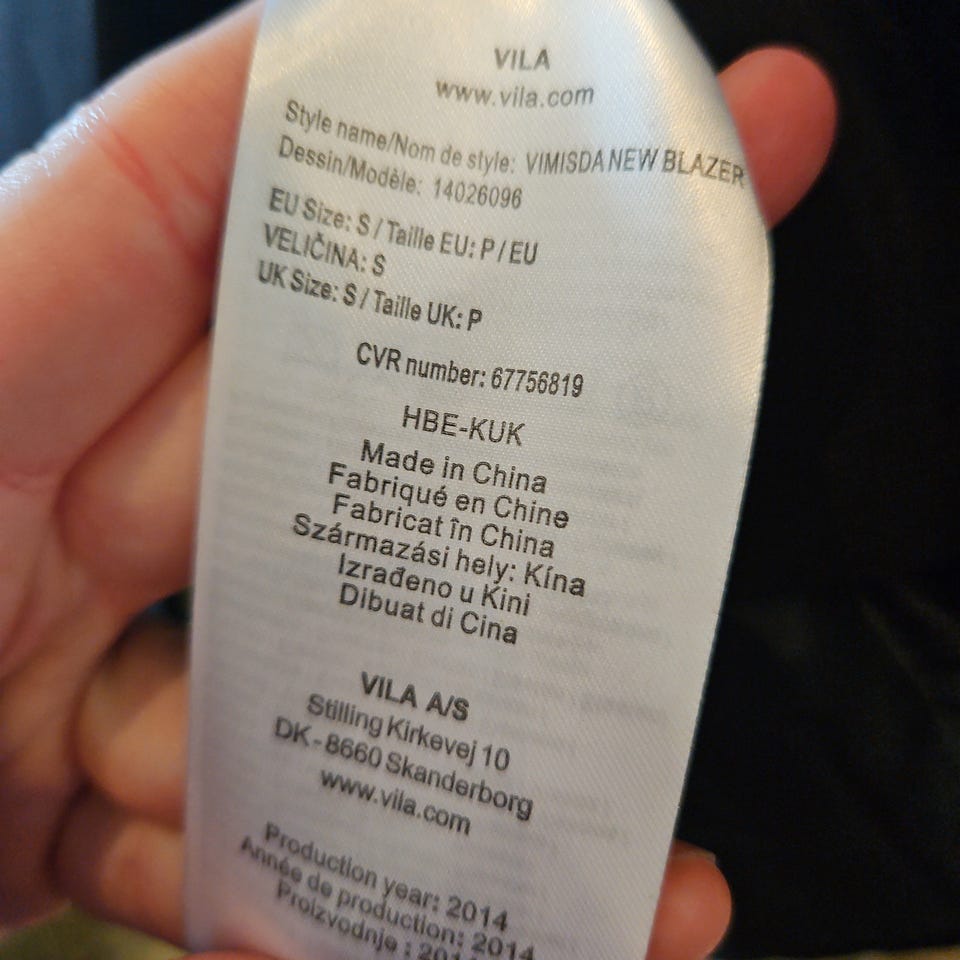 VILA
www.vila.com
Style name/Nom de style: VIMISDA NEW BLAZER
Dessin/Modèle: 14026096
EU Size: S / Taille EU: P / EU
VELIČINA: S
UK Size: S / Taille UK: P
CVR number: 67756819
HBE-KUK
Made in China
Fabriqué en Chine
Fabricat în China
Származási hely: Kína
Izrađeno u Kini
Dibuat di Cina
VILA A/S
Stilling Kirkevej 10
DK - 8660 Skanderborg
www.vila.com
Production year: 2014
Année de production: 2014
Proizvodnje :